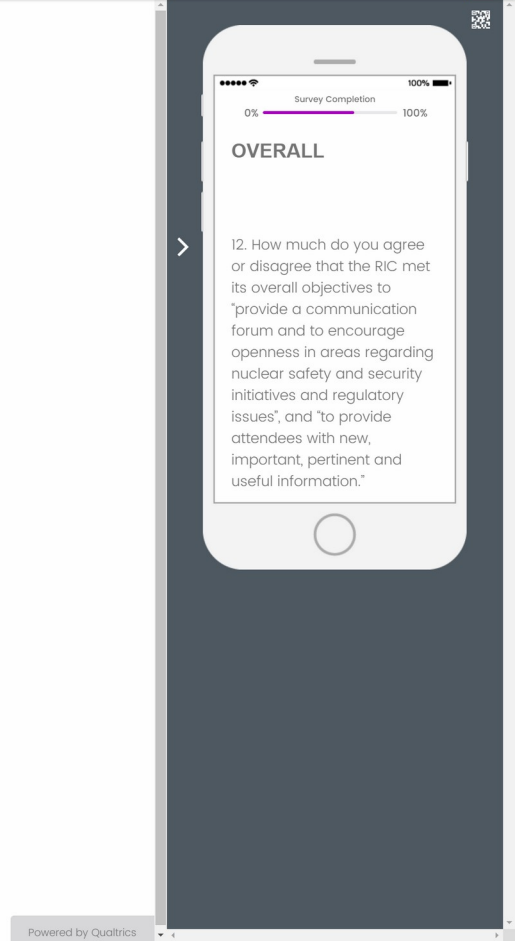 100%
Survey Completion
0% 100%
OVERALL
12. How much do you agree
or disagree that the RIC met
its overall objectives to
“provide a communication
forum and to encourage
openness in areas regarding
nuclear safety and security
initiatives and regulatory
issues”, and “to provide
attendees with new,
important, pertinent and
useful information.”
Powered by Qualtrics